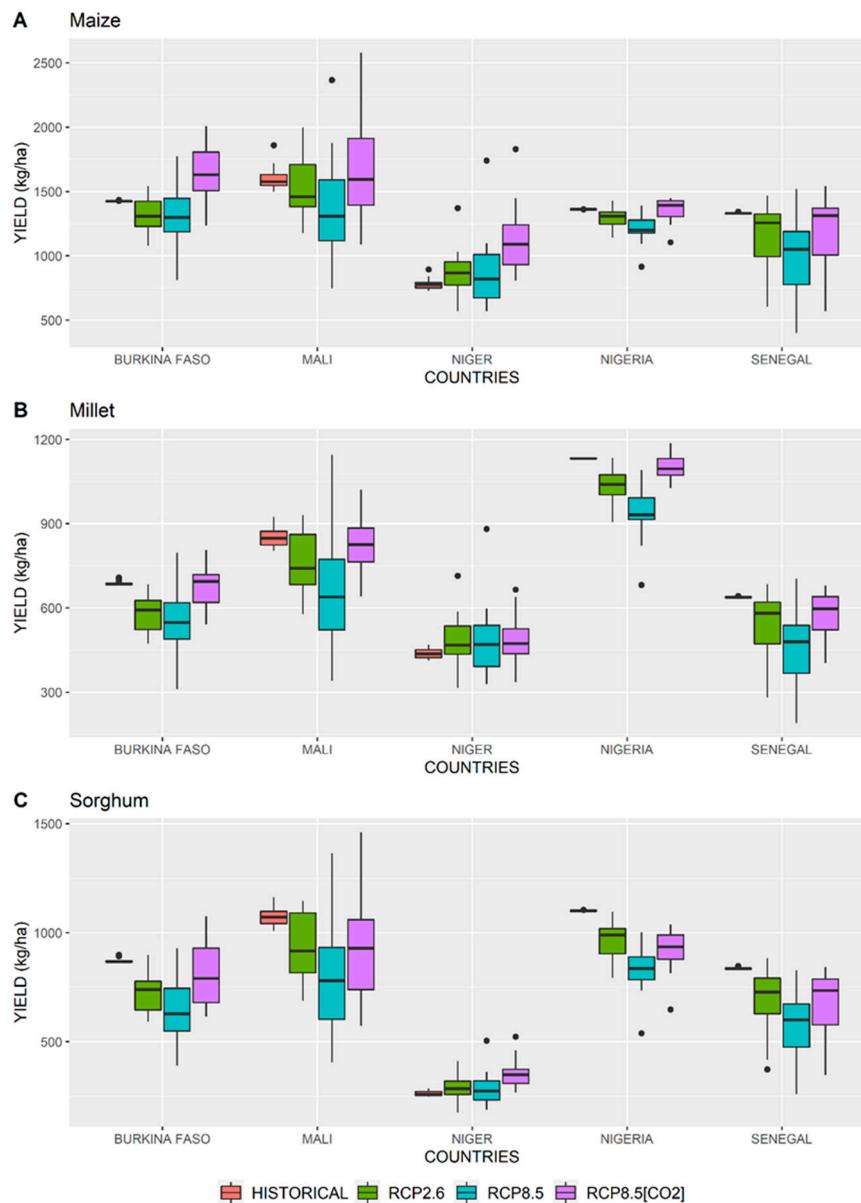 A Maize
YIELD (kg/ha)
2500
2000
1500
1000
500
BURKINA FASO MALI NIGER NIGERIA SENEGAL
COUNTRIES
B Millet
YIELD (kg/ha)
1200
900
600
300
BURKINA FASO MALI NIGER NIGERIA SENEGAL
COUNTRIES
C Sorghum
YIELD (kg/ha)
1500
1000
500
BURKINA FASO MALI NIGER NIGERIA SENEGAL
COUNTRIES
HISTORICAL RCP2.6 RCP8.5 RCP8.5[CO2]